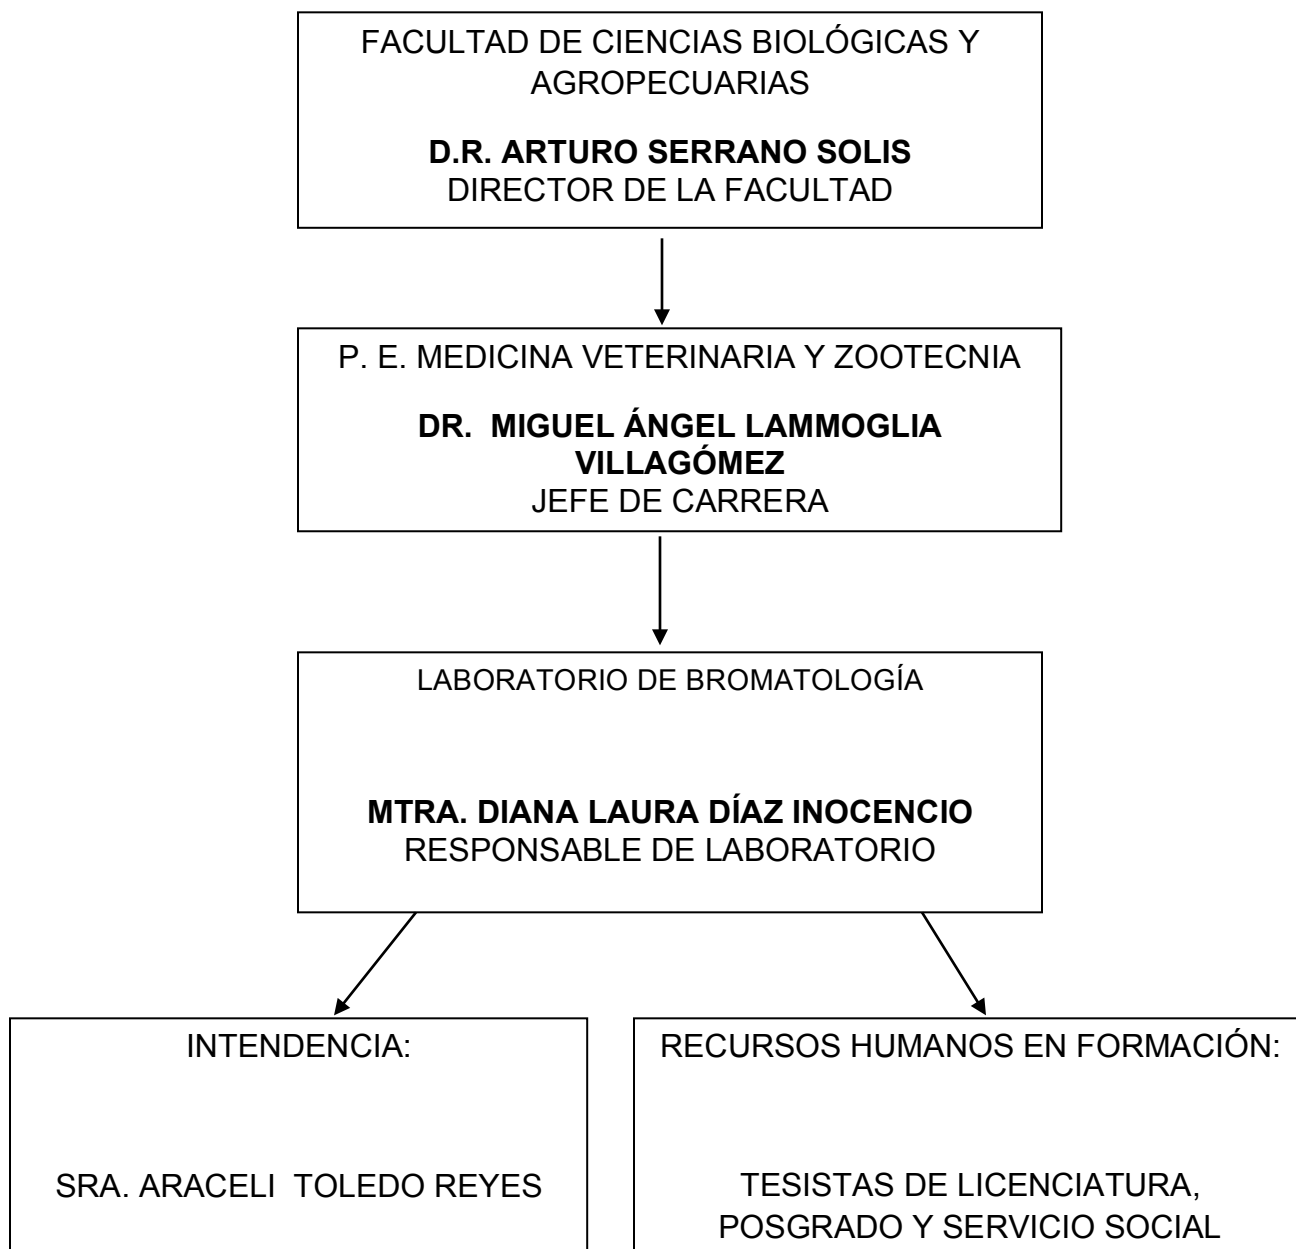 FACULTAD DE CIENCIAS BIOLÓGICAS Y
AGROPECUARIAS
D.R. ARTURO SERRANO SOLIS
DIRECTOR DE LA FACULTAD
P. E. MEDICINA VETERINARIA Y ZOOTECNIA
DR.  MIGUEL ÁNGEL LAMMOGLIA
VILLAGÓMEZ
JEFE DE CARRERA
LABORATORIO DE BROMATOLOGÍA
MTRA. DIANA LAURA DÍAZ INOCENCIO
RESPONSABLE DE LABORATORIO
INTENDENCIA:
SRA. ARACELI  TOLEDO REYES
RECURSOS HUMANOS EN FORMACIÓN:
TESISTAS DE LICENCIATURA,
POSGRADO Y SERVICIO SOCIAL